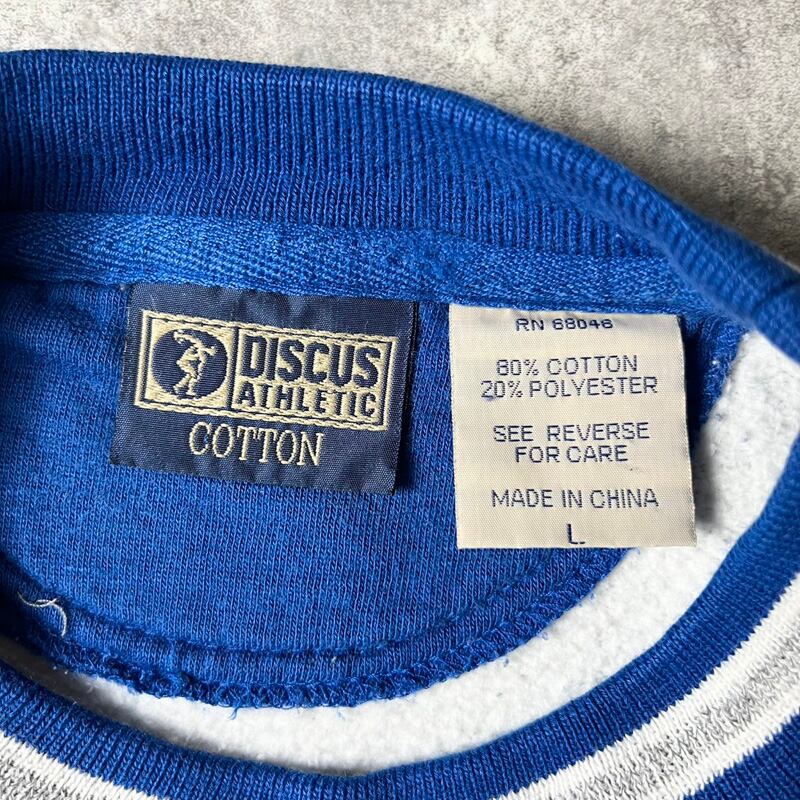 DISCUS
ATHLETIC
COTTON
RN 68046
80% COTTON
20% POLYESTER
SEE REVERSE
FOR CARE
MADE IN CHINA
L